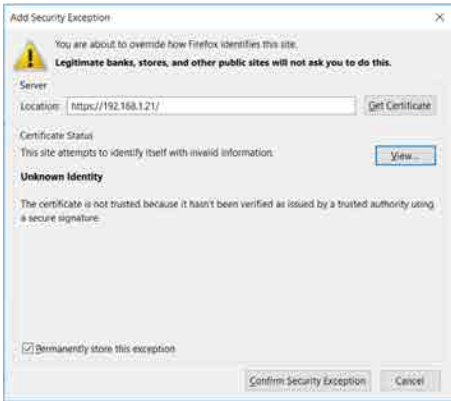 Add Security Exception
You are about to override how Firefox identifies this site.
Legitimate banks, stores, and other public sites will not ask you to do this.
Server
Location: https://192.168.1.21/
Get Certificate
Certificate Status
This site attempts to identify itself with invalid information.
View...
Unknown Identity
The certificate is not trusted because it hasn't been verified as issued by a trusted authority using
a secure signature.
Permanently store this exception
Confirm Security Exception
Cancel